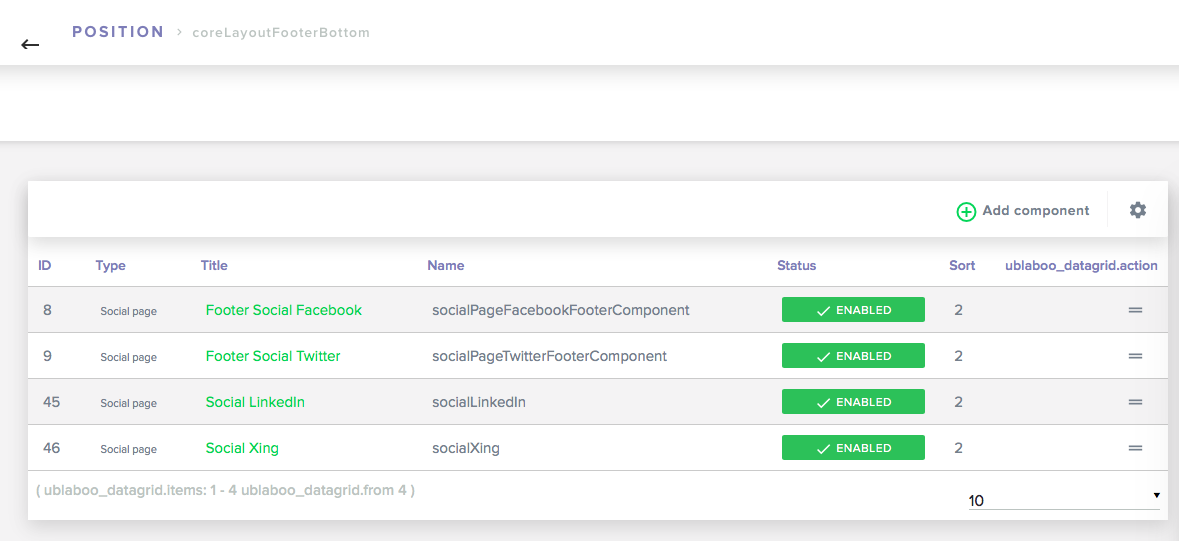 POSITION > coreLayoutFooterBottom
Add component
ID Type Title Name Status Sort ublaboo_datagrid.action
8 Social page Footer Social Facebook socialPageFacebookFooterComponent ENABLED 2
9 Social page Footer Social Twitter socialPageTwitterFooterComponent ENABLED 2
45 Social page Social LinkedIn socialLinkedIn ENABLED 2
46 Social page Social Xing socialXing ENABLED 2
( ublaboo_datagrid.items: 1 - 4 ublaboo_datagrid.from 4 )
10